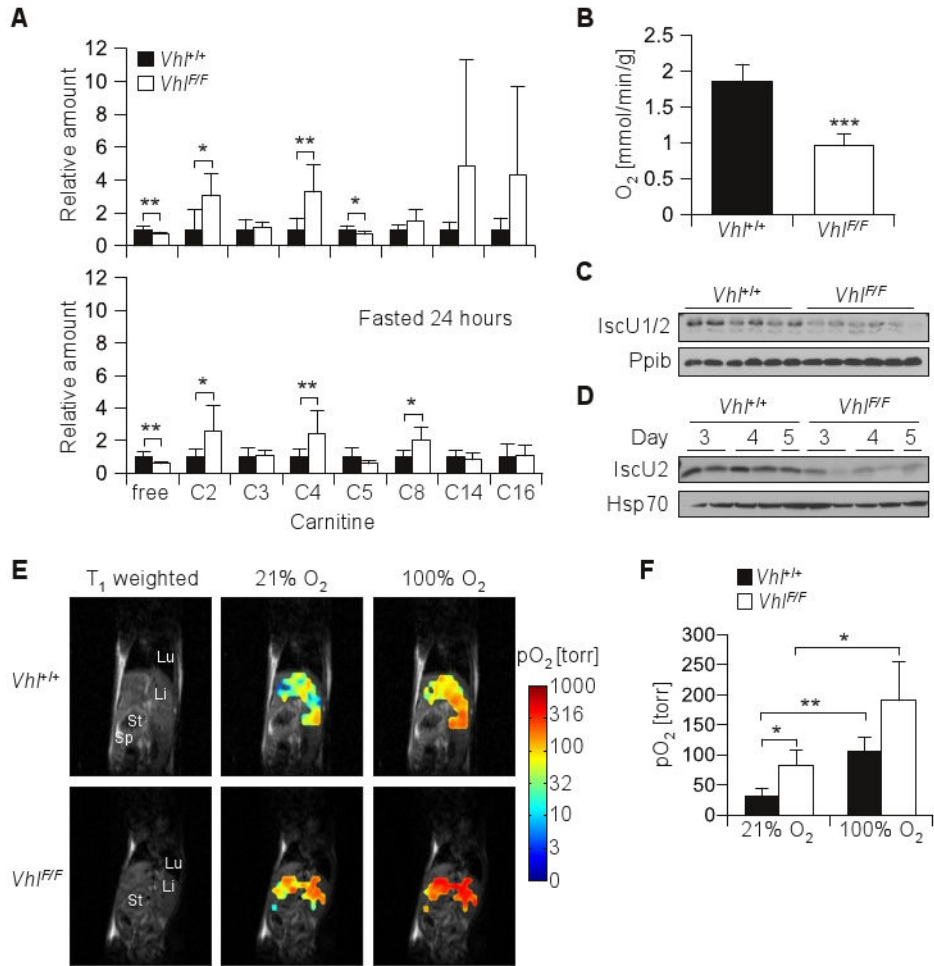 A
Vhl+/+
VhlF/F
12
10
8
6
4
2
0
Relative amount
** * ** *
12
10
8
6
4
2
0
Relative amount
Fasted 24 hours
** * ** *
free C2 C3 C4 C5 C8 C14 C16
Carnitine
B
2.5
2
1.5
1
0.5
0
O2 [mmol/min/g]
***
Vhl+/+ VhlF/F
C
Vhl+/+ VhlF/F
IscU1/2
Ppib
D
Vhl+/+ VhlF/F
Day 3 4 5 3 4 5
IscU2
Hsp70
E
T1 weighted 21% O2 100% O2
Vhl+/+
Lu
Li
St
Sp
VhlF/F
Lu
Li
St
pO2 [torr]
1000
316
100
32
10
3
0
F
Vhl+/+
VhlF/F
300
250
200
150
100
50
0
pO2 [torr]
*
**
*
21% O2 100% O2